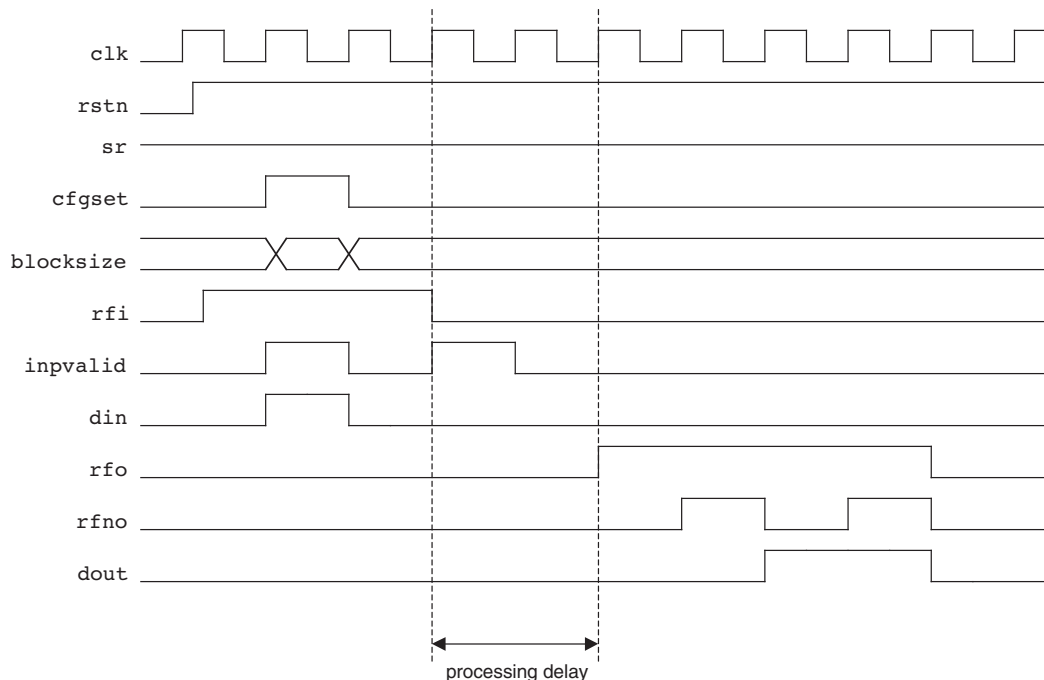 clk
rstn
sr
cfgset
blocksize
rfi
inpvalid
din
rfo
rfno
dout
processing delay